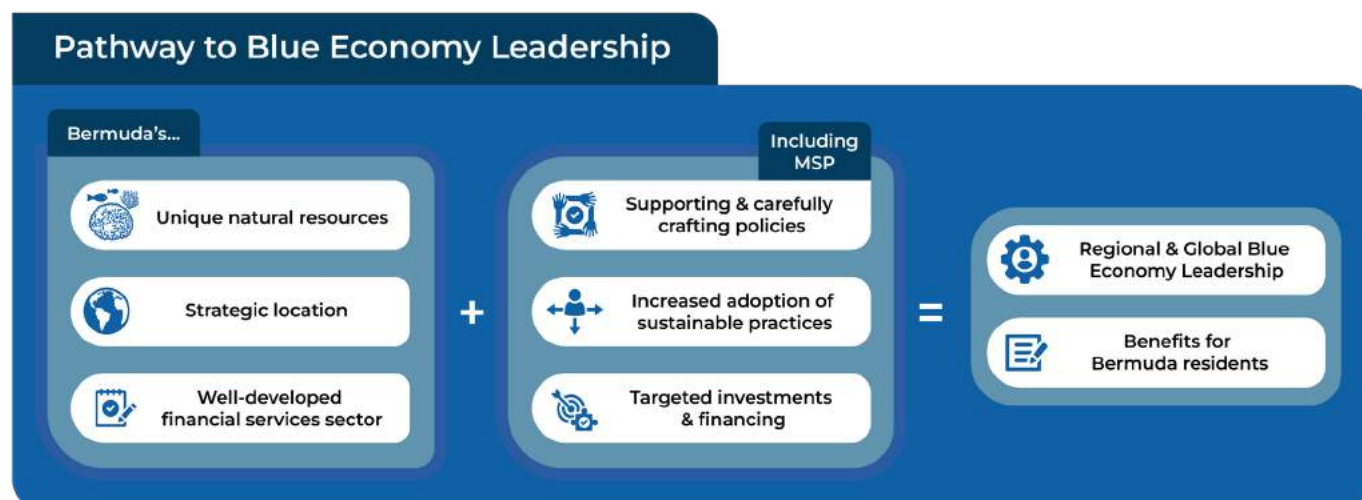 Pathway to Blue Economy Leadership
Bermuda's...
Unique natural resources
Strategic location
Well-developed
financial services sector
+
Including
MSP
Supporting & carefully
crafting policies
Increased adoption of
sustainable practices
Targeted investments
& financing
=
Regional & Global Blue
Economy Leadership
Benefits for
Bermuda residents